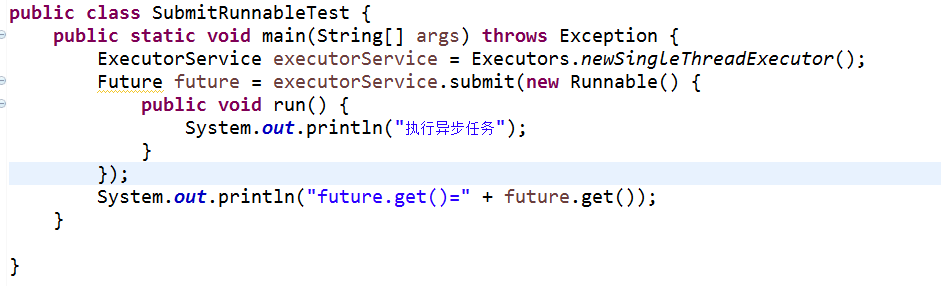 public class SubmitRunnableTest {
    public static void main(String[] args) throws Exception {
        ExecutorService executorService = Executors.newSingleThreadExecutor();
        Future future = executorService.submit(new Runnable() {
            public void run() {
                System.out.println("执行异步任务");
            }
        });
        System.out.println("future.get()=" + future.get());
    }
}